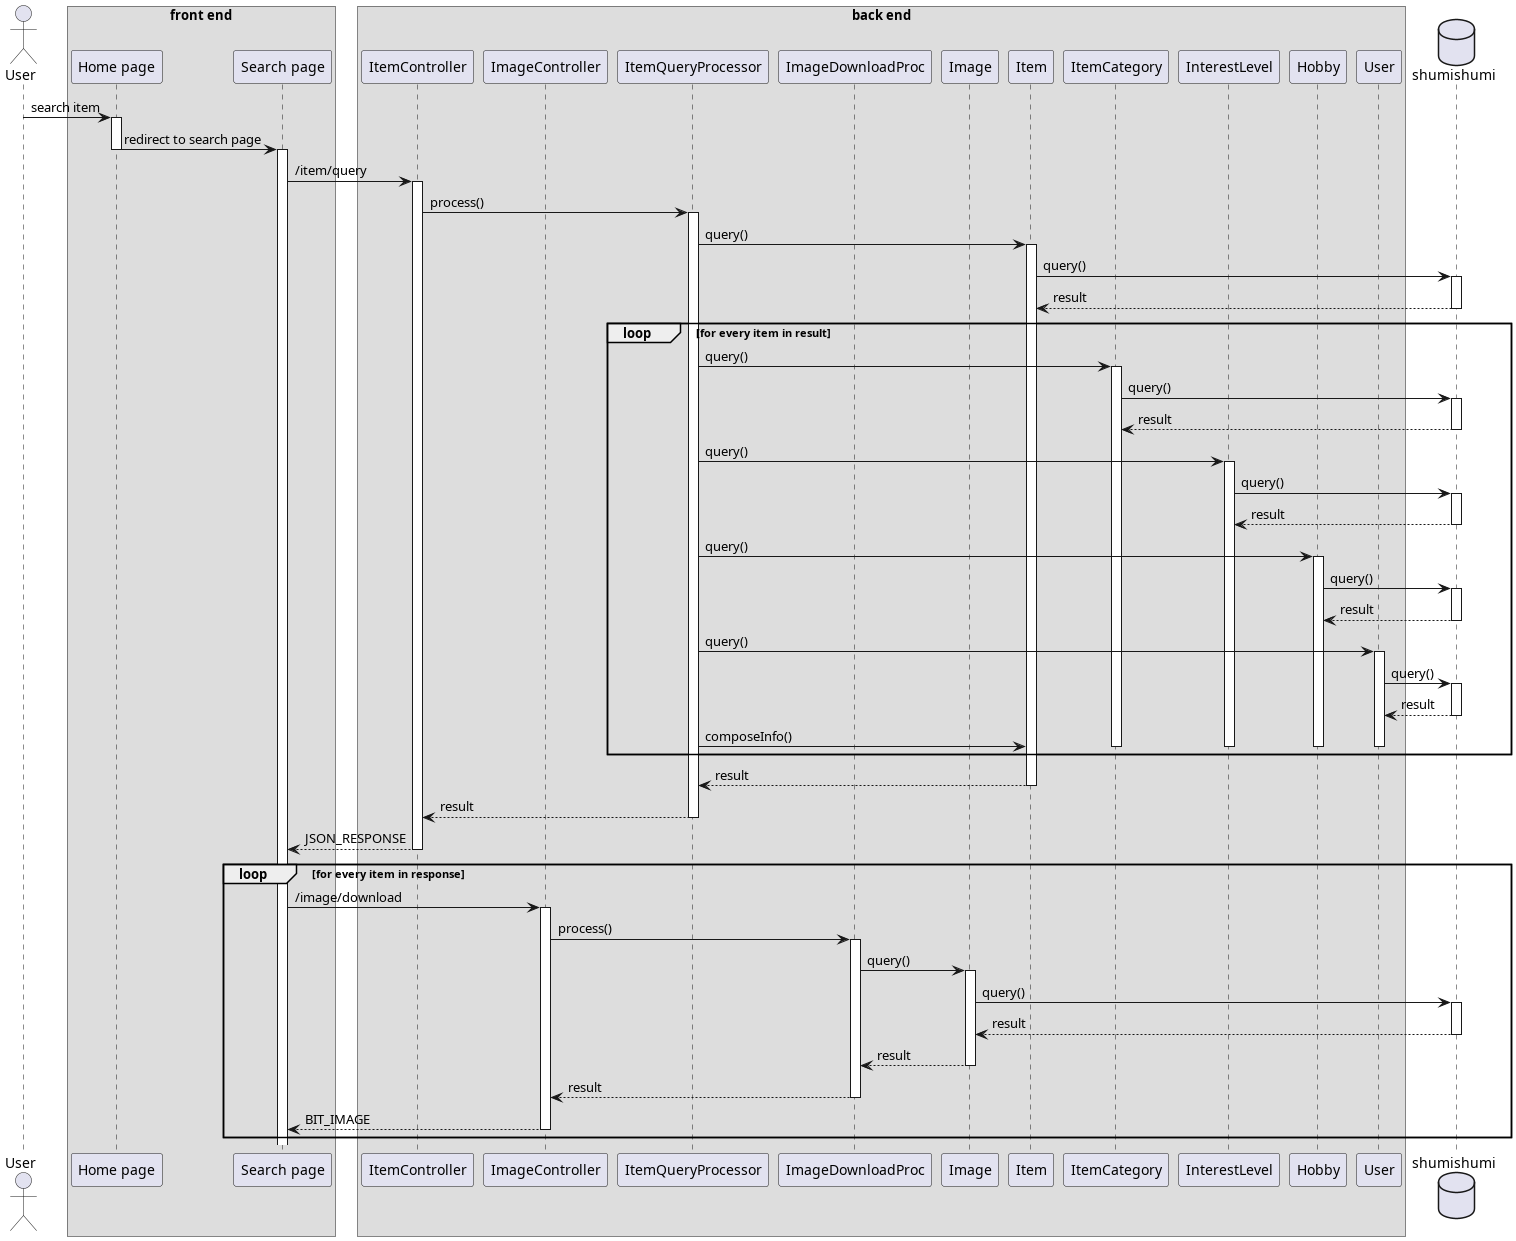 front end
back end
User
Home page
Search page
ItemController
ImageController
ItemQueryProcessor
ImageDownloadProc
Image
Item
ItemCategory
InterestLevel
Hobby
User
shumishumi
search item
redirect to search page
/item/query
process()
query()
query()
result
loop
[for every item in result]
query()
query()
result
query()
query()
result
query()
query()
result
query()
query()
result
composeInfo()
result
result
JSON_RESPONSE
loop
[for every item in response]
/image/download
process()
query()
query()
result
result
result
BIT_IMAGE
User
Home page
Search page
ItemController
ImageController
ItemQueryProcessor
ImageDownloadProc
Image
Item
ItemCategory
InterestLevel
Hobby
User
shumishumi